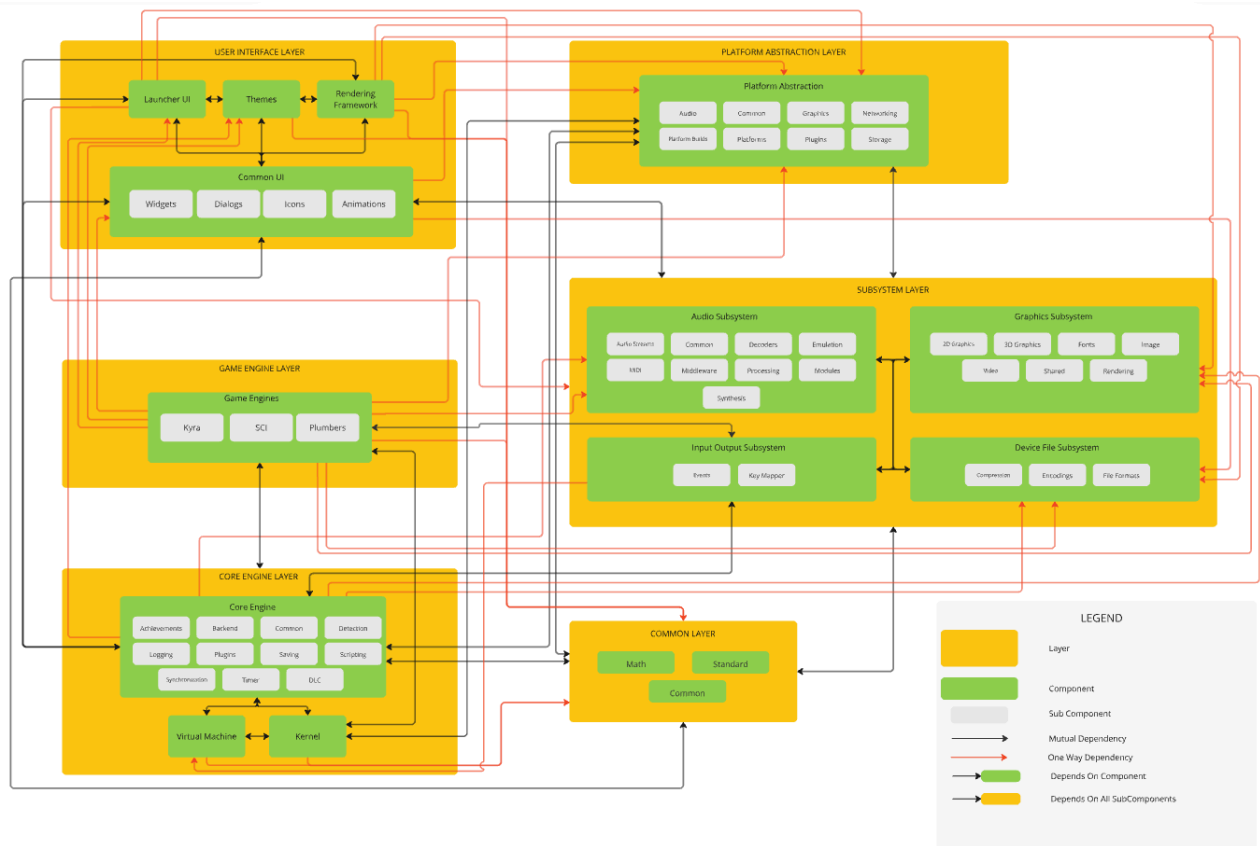 USER INTERFACE LAYER
Launcher UI
Themes
Rendering
Framework
Common UI
Widgets
Dialogs
Icons
Animations
PLATFORM ABSTRACTION LAYER
Platform Abstraction
Audio
Common
Graphics
Networking
Platform Builds
Platforms
Plugins
Storage
SUBSYSTEM LAYER
Audio Subsystem
Audio Streams
Common
Decoders
Emulation
MIDI
Middleware
Processing
Modules
Synthesis
Graphics Subsystem
2D Graphics
3D Graphics
Fonts
Image
Video
Shared
Rendering
Input Output Subsystem
Events
Key Mapper
Device File Subsystem
Compression
Encodings
File Formats
GAME ENGINE LAYER
Game Engines
Kyra
SCI
Plumbers
CORE ENGINE LAYER
Core Engine
Achievements
Backend
Common
Detection
Logging
Plugins
Saving
Scripting
Synchronization
Timer
DLC
Virtual Machine
Kernel
COMMON LAYER
Math
Standard
Common
LEGEND
Layer
Component
Sub Component
Mutual Dependency
One Way Dependency
Depends On Component
Depends On All SubComponents